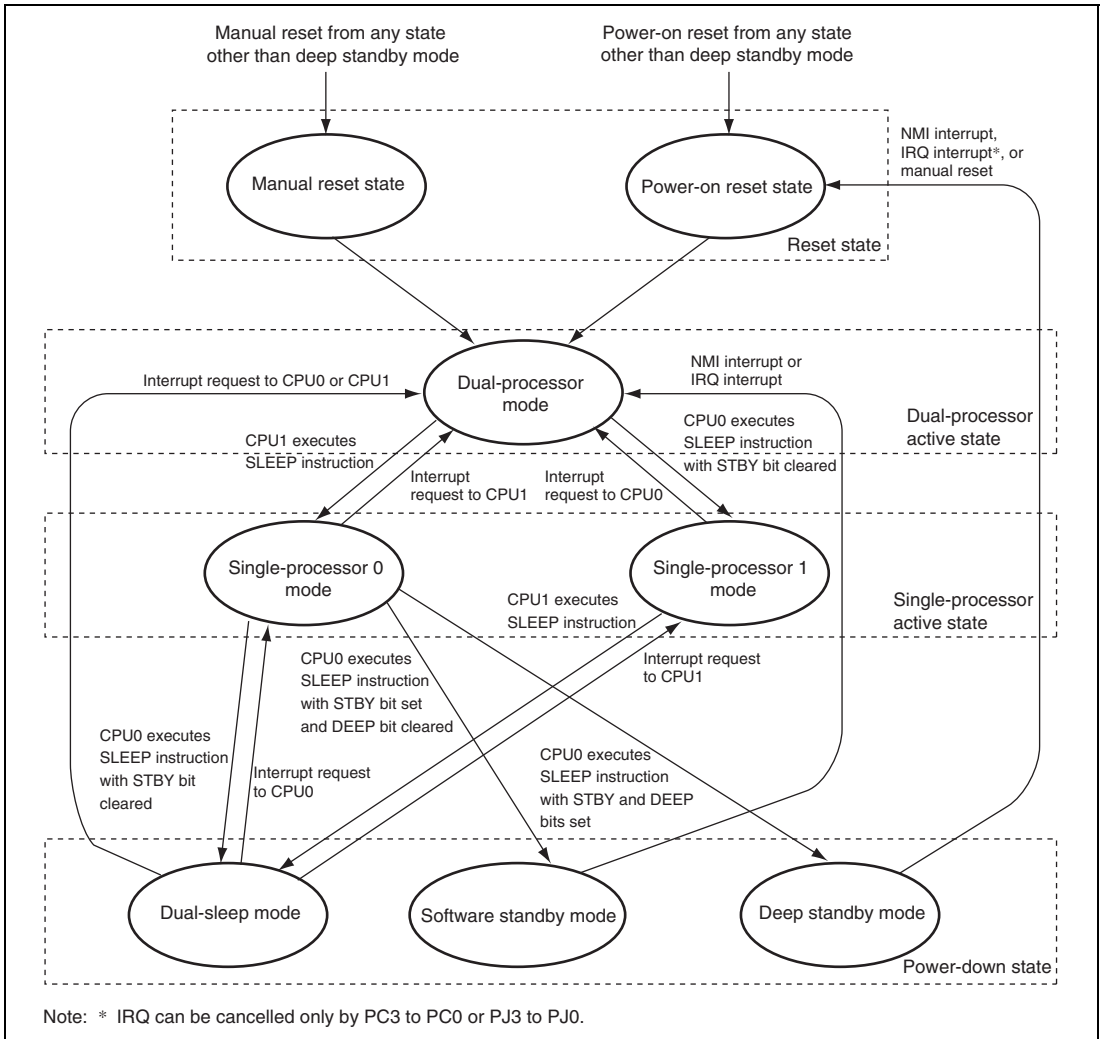 Manual reset from any state
other than deep standby mode
Power-on reset from any state
other than deep standby mode
NMI interrupt,
IRQ interrupt*, or
manual reset
Manual reset state
Power-on reset state
Reset state
Interrupt request to CPU0 or CPU1
Dual-processor
mode
NMI interrupt or
IRQ interrupt
Dual-processor
active state
CPU1 executes
SLEEP instruction
Interrupt
request to CPU1
Interrupt
request to CPU0
CPU0 executes
SLEEP instruction
with STBY bit cleared
Single-processor 0
mode
Single-processor 1
mode
Single-processor
active state
CPU1 executes
SLEEP instruction
CPU0 executes
SLEEP instruction
with STBY bit set
and DEEP bit cleared
Interrupt request
to CPU1
CPU0 executes
SLEEP instruction
with STBY bit
cleared
Interrupt request
to CPU0
CPU0 executes
SLEEP instruction
with STBY and DEEP
bits set
Dual-sleep mode
Software standby mode
Deep standby mode
Power-down state
Note: * IRQ can be cancelled only by PC3 to PC0 or PJ3 to PJ0.